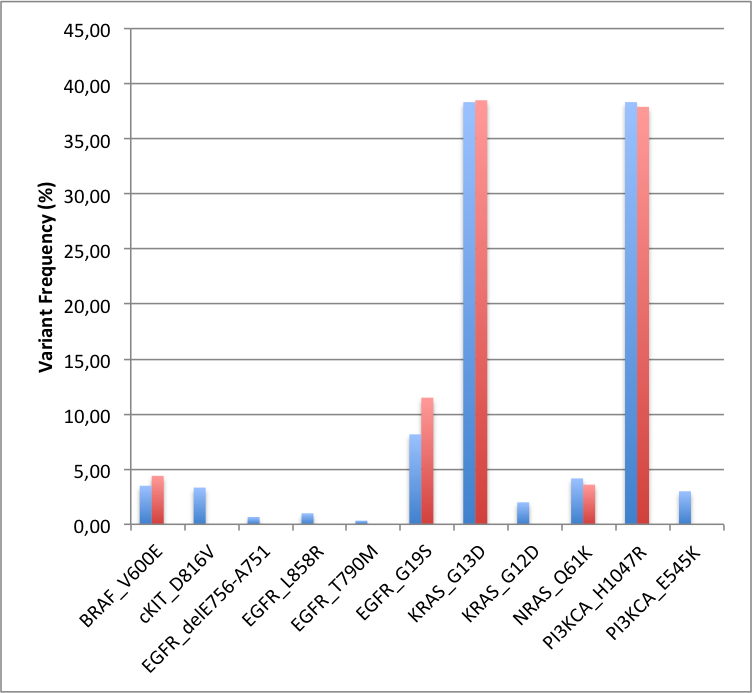 45,00
40,00
35,00
30,00
25,00
20,00
15,00
10,00
5,00
0,00
Variant Frequency (%)
BRAF_V600E
cKIT_D816V
EGFR_delE756-A751
EGFR_L858R
EGFR_T790M
EGFR_G19S
KRAS_G13D
KRAS_G12D
NRAS_Q61K
PI3KCA_H1047R
PI3KCA_E545K